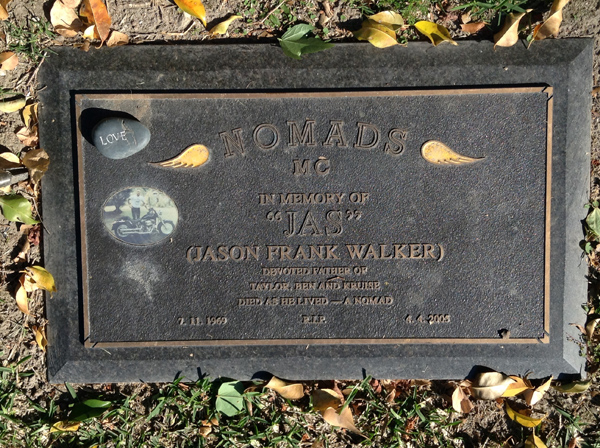 LOVE
NOMADS
MC
IN MEMORY OF
"JAS"
(JASON FRANK WALKER)
DEVOTED FATHER OF
TAYLOR, BEN AND KRUISE
DIED AS HE LIVED — A NOMAD
7. 11. 1969 R.I.P. 4. 4. 2005